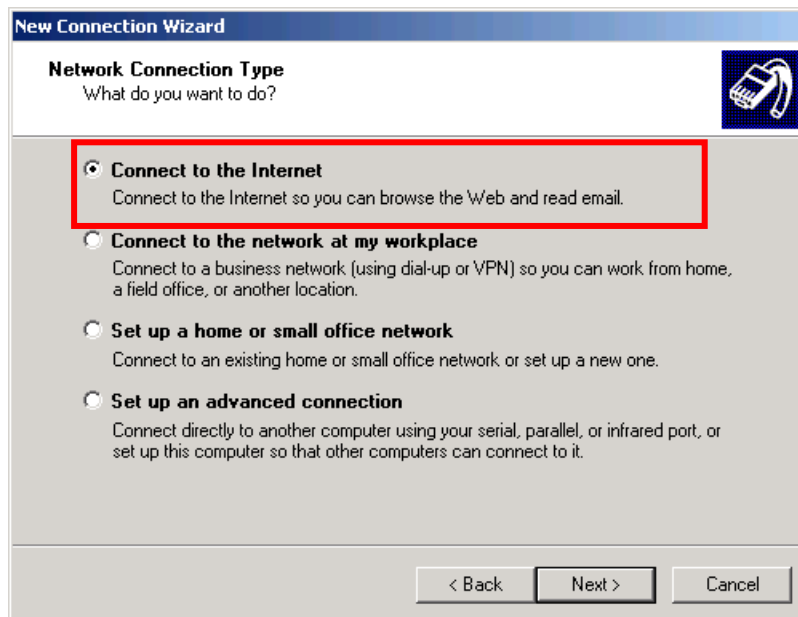 New Connection Wizard
Network Connection Type
What do you want to do?
Connect to the Internet
Connect to the Internet so you can browse the Web and read email.
Connect to the network at my workplace
Connect to a business network (using dial-up or VPN) so you can work from home,
a field office, or another location.
Set up a home or small office network
Connect to an existing home or small office network or set up a new one.
Set up an advanced connection
Connect directly to another computer using your serial, parallel, or infrared port, or
set up this computer so that other computers can connect to it.
< Back Next > Cancel